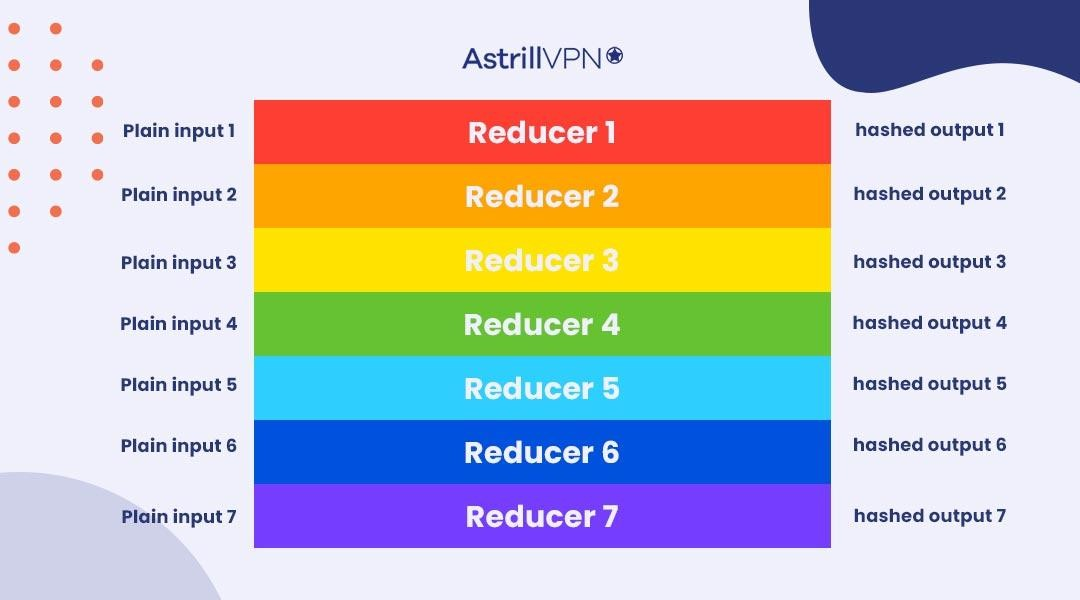 AstrillVPN
Plain input 1 Reducer 1 hashed output 1
Plain input 2 Reducer 2 hashed output 2
Plain input 3 Reducer 3 hashed output 3
Plain input 4 Reducer 4 hashed output 4
Plain input 5 Reducer 5 hashed output 5
Plain input 6 Reducer 6 hashed output 6
Plain input 7 Reducer 7 hashed output 7